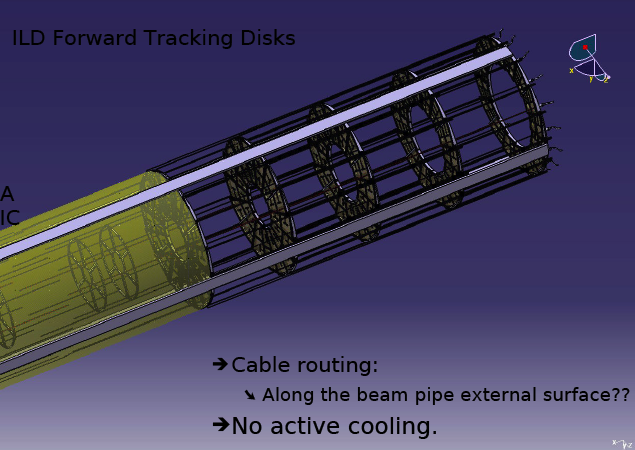 ILD Forward Tracking Disks
A
IC
➔Cable routing:
➘ Along the beam pipe external surface??
➔No active cooling.
x
y
z